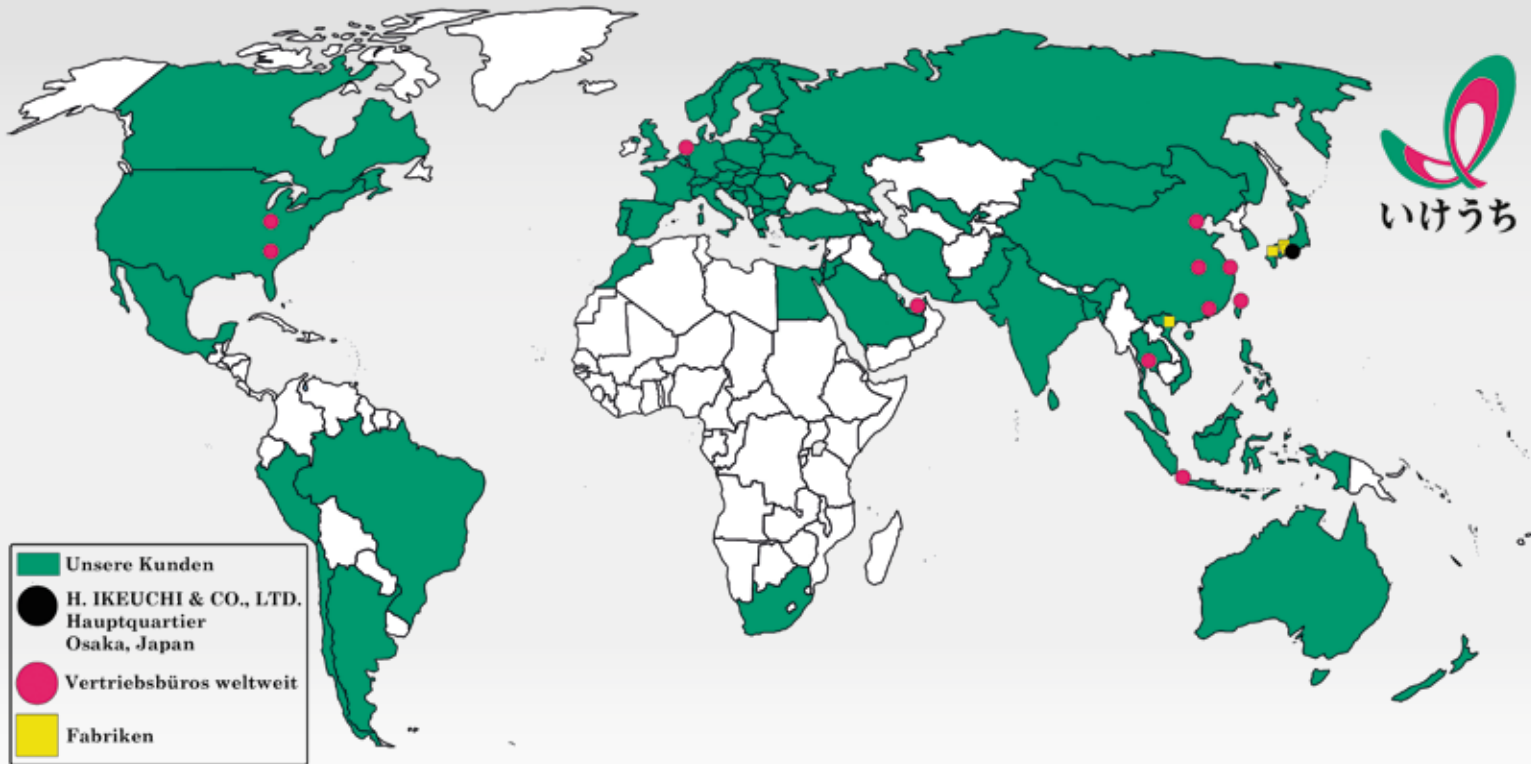 いけうち
Unsere Kunden
H. IKEUCHI & CO., LTD.
Hauptquartier
Osaka, Japan
Vertriebsbüros weltweit
Fabriken